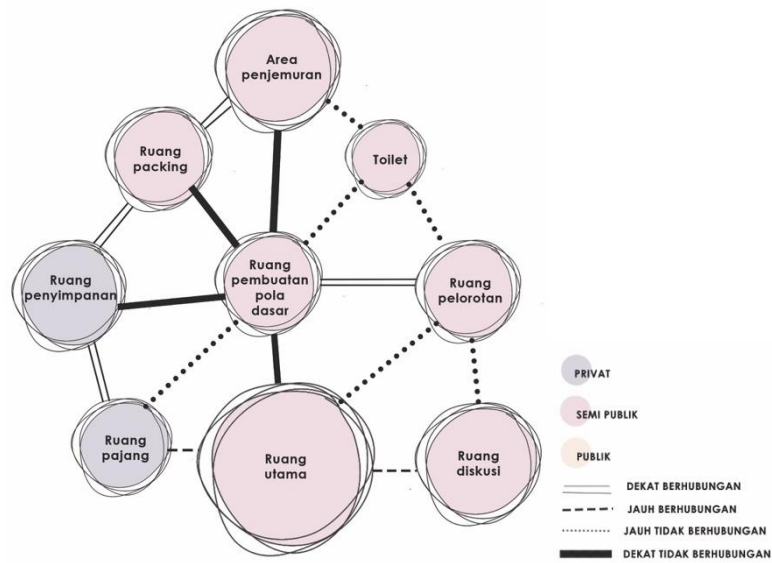 Area
penjemuran
Ruang
packing
Toilet
Ruang
penyimpanan
Ruang
pembuatan
pola
dasar
Ruang
pelorotan
Ruang
pajang
Ruang
utama
Ruang
diskusi
PRIVAT
SEMI PUBLIK
PUBLIK
DEKAT BERHUBUNGAN
JAUH BERHUBUNGAN
JAUH TIDAK BERHUBUNGAN
DEKAT TIDAK BERHUBUNGAN